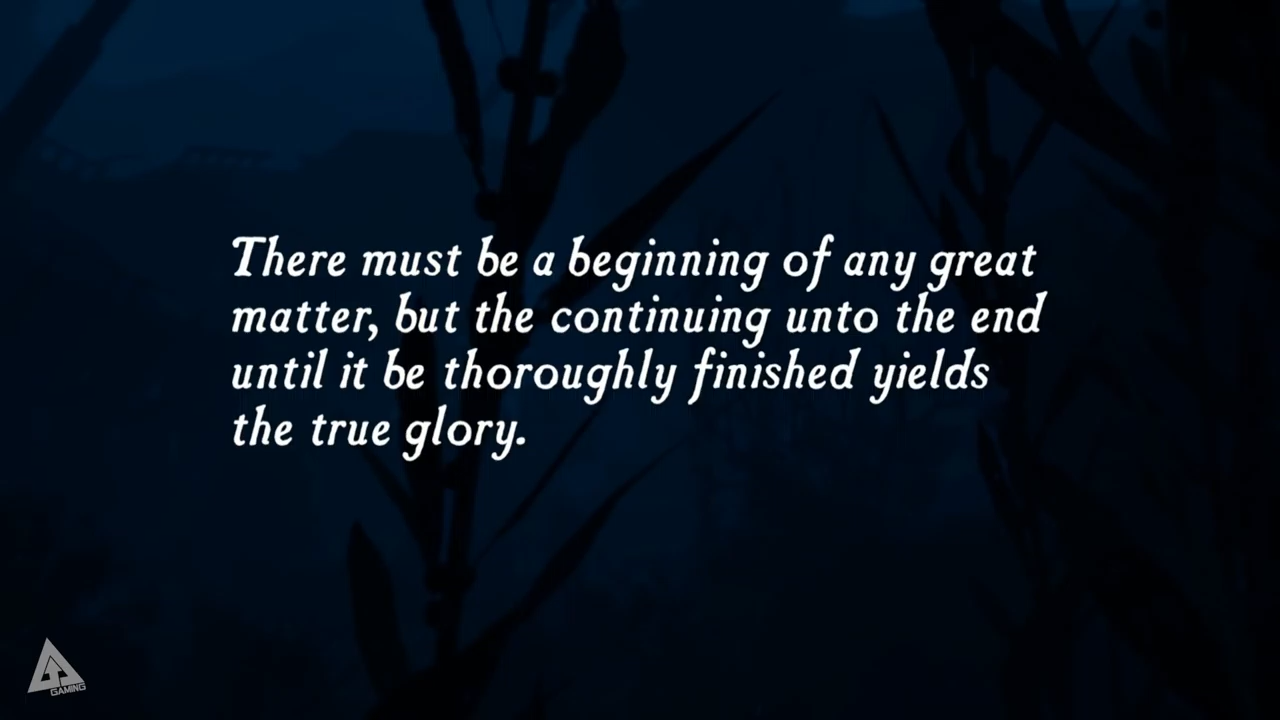 There must be a beginning of any great
matter, but the continuing unto the end
until it be thoroughly finished yields
the true glory.
GAMING